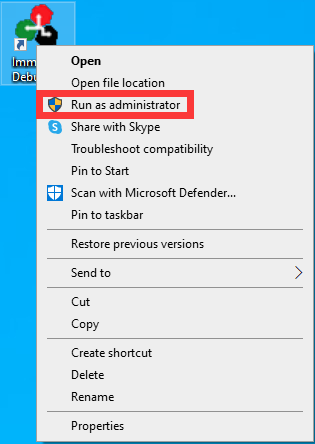 Imm
Debu
Open
Open file location
Run as administrator
Share with Skype
Troubleshoot compatibility
Pin to Start
Scan with Microsoft Defender...
Pin to taskbar
Restore previous versions
Send to
Cut
Copy
Create shortcut
Delete
Rename
Properties